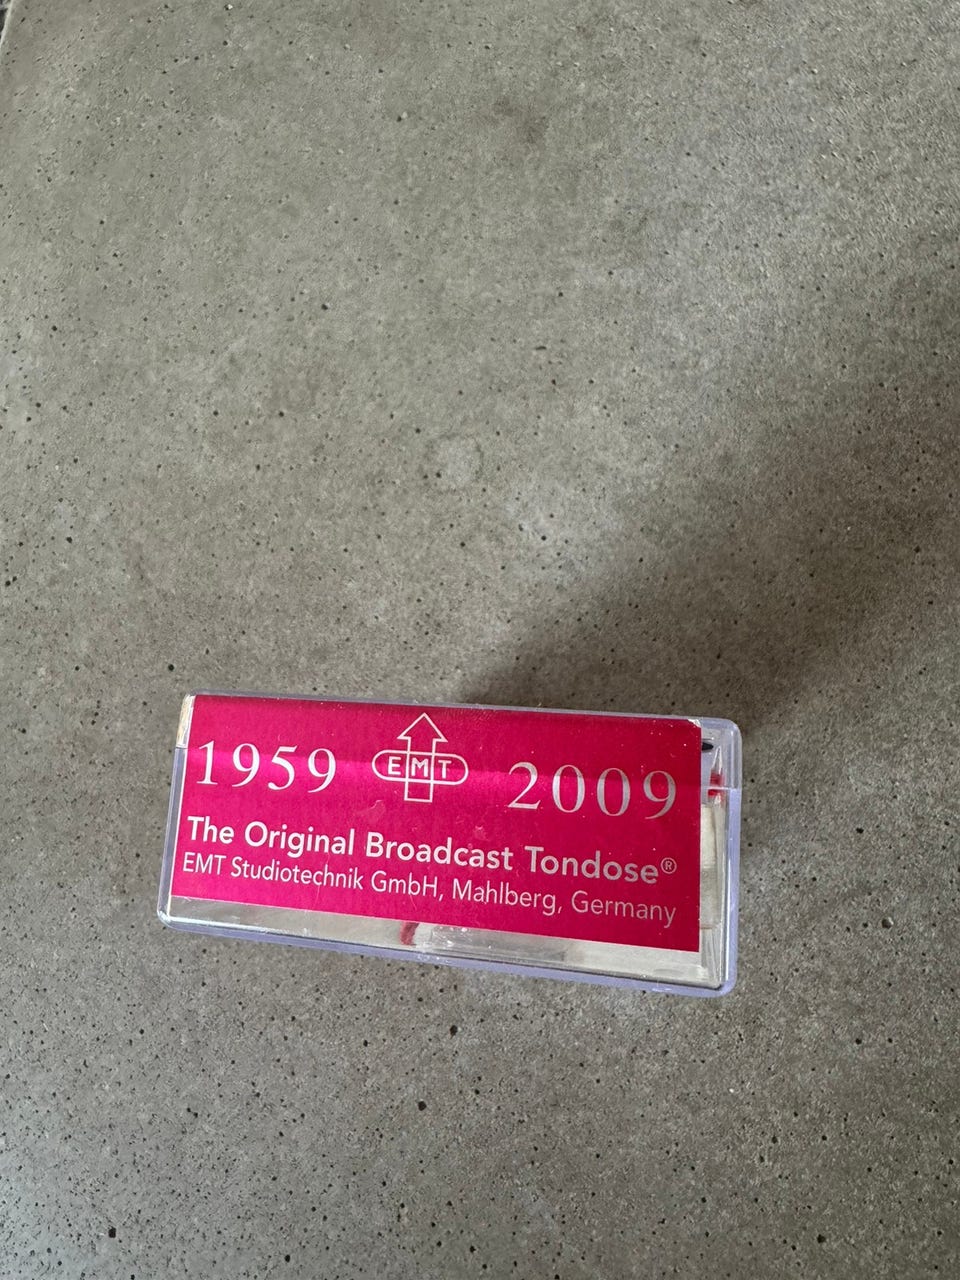 1959 EMT 2009
The Original Broadcast Tondose®
EMT Studiotechnik GmbH, Mahlberg, Germany